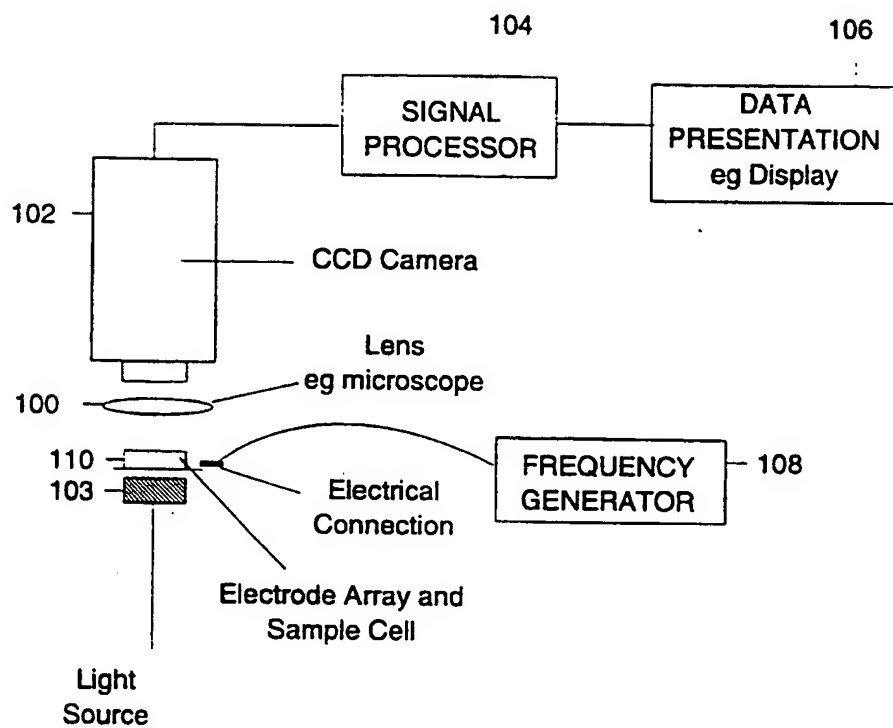 104
106
SIGNAL
PROCESSOR
DATA
PRESENTATION
eg Display
102
CCD Camera
Lens
eg microscope
100
110
103
FREQUENCY
GENERATOR
108
Electrical
Connection
Electrode Array and
Sample Cell
Light
Source